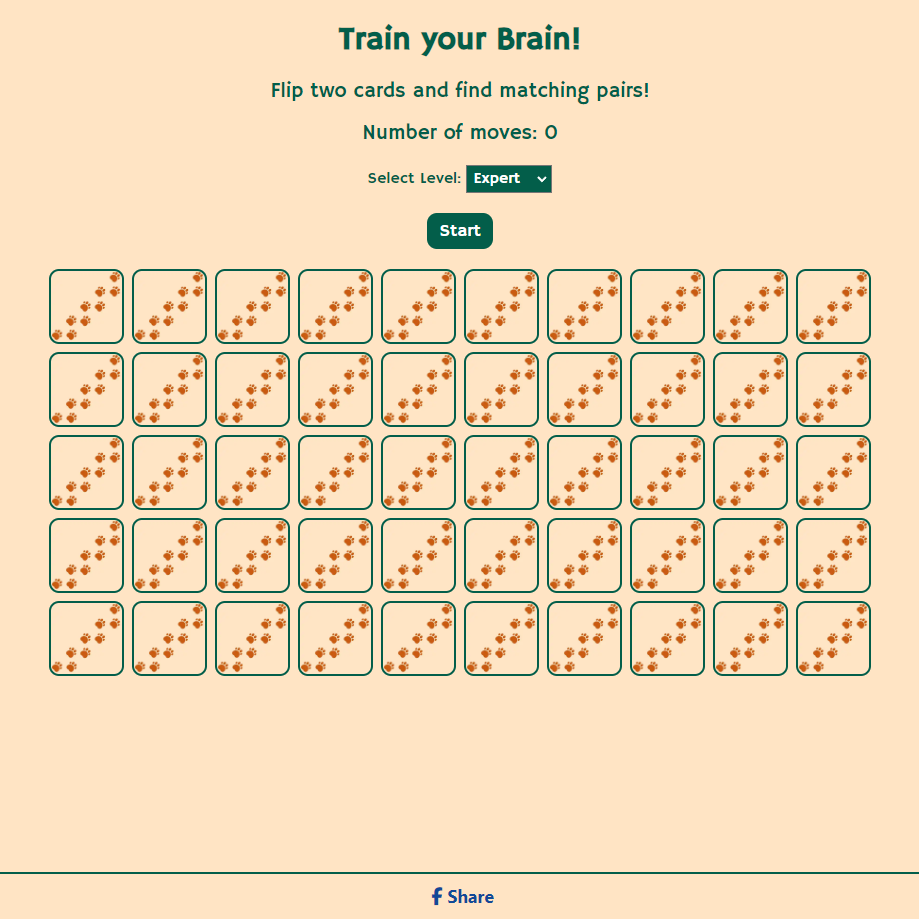 Train your Brain!
Flip two cards and find matching pairs!
Number of moves: 0
Select Level: Expert
Start
Share